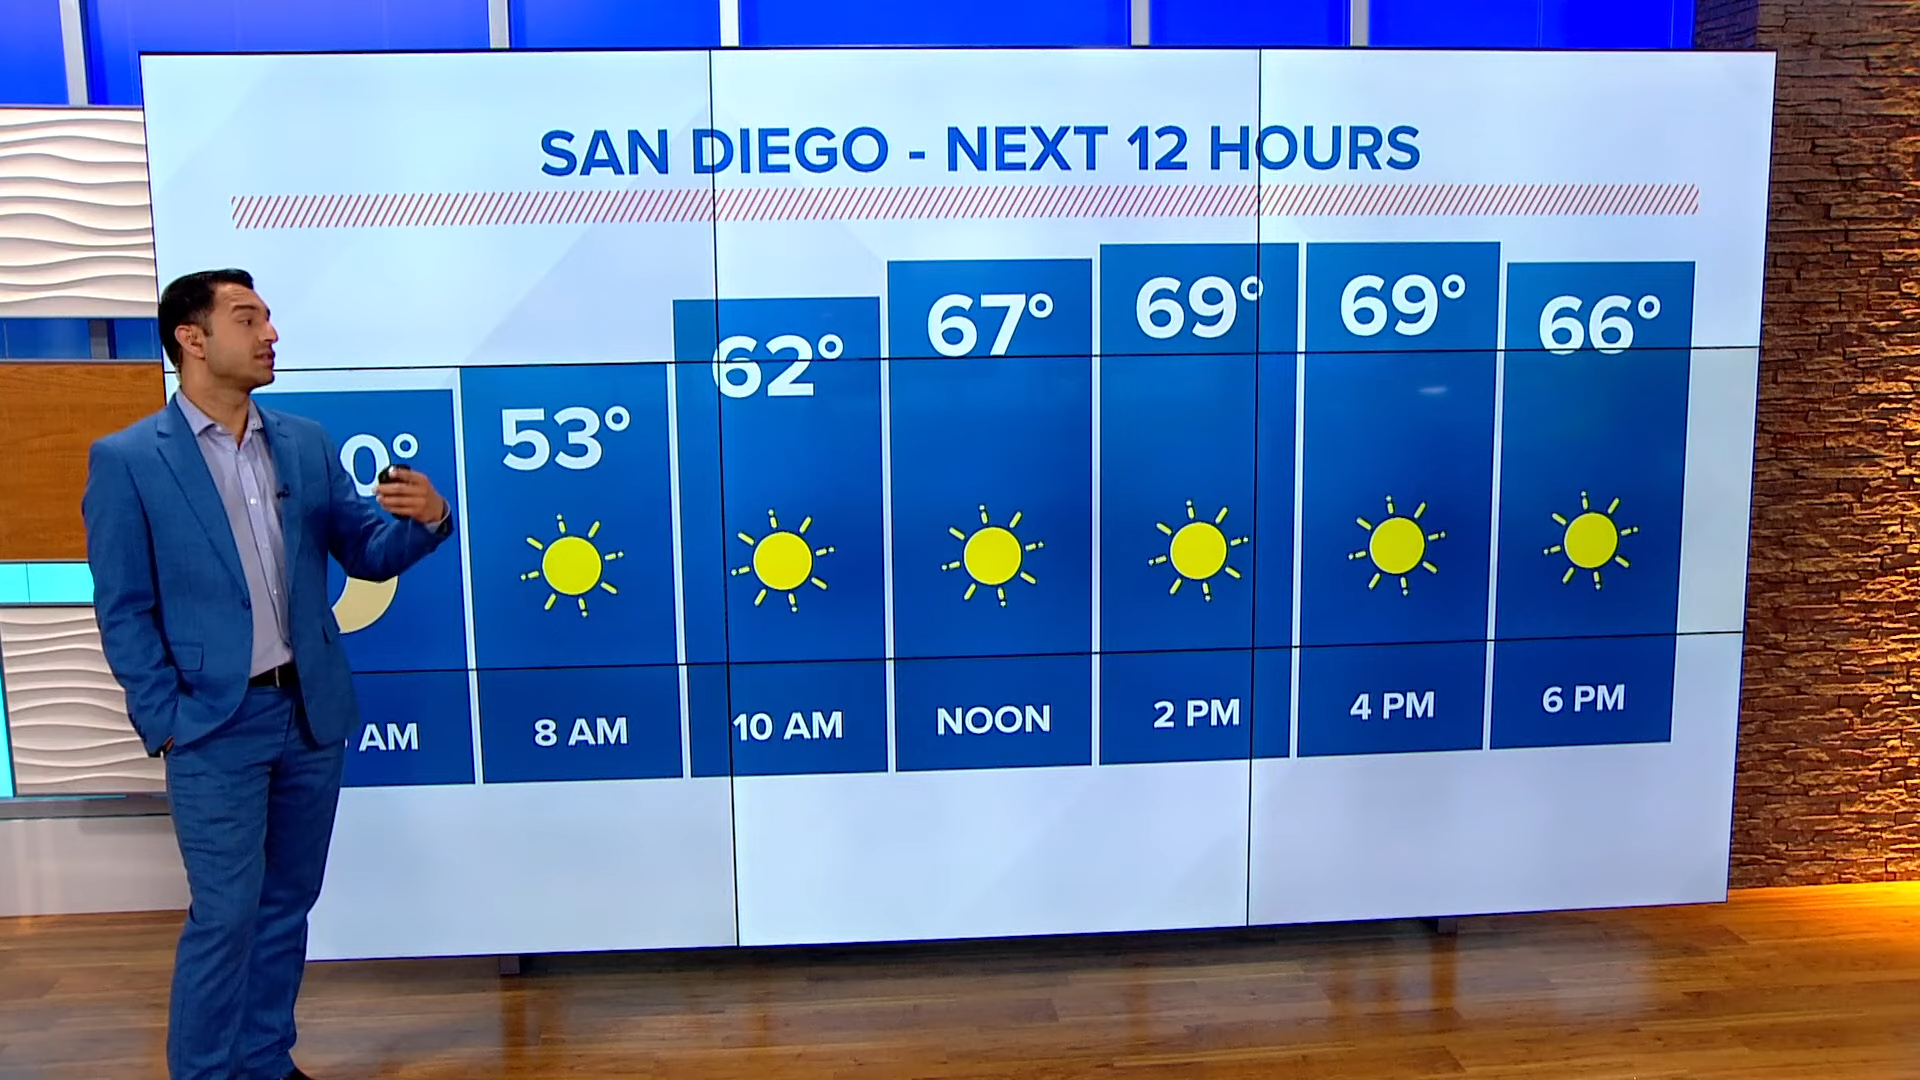 SAN DIEGO - NEXT 12 HOURS
53° 62° 67° 69° 69° 66°
AM 8 AM 10 AM NOON 2 PM 4 PM 6 PM